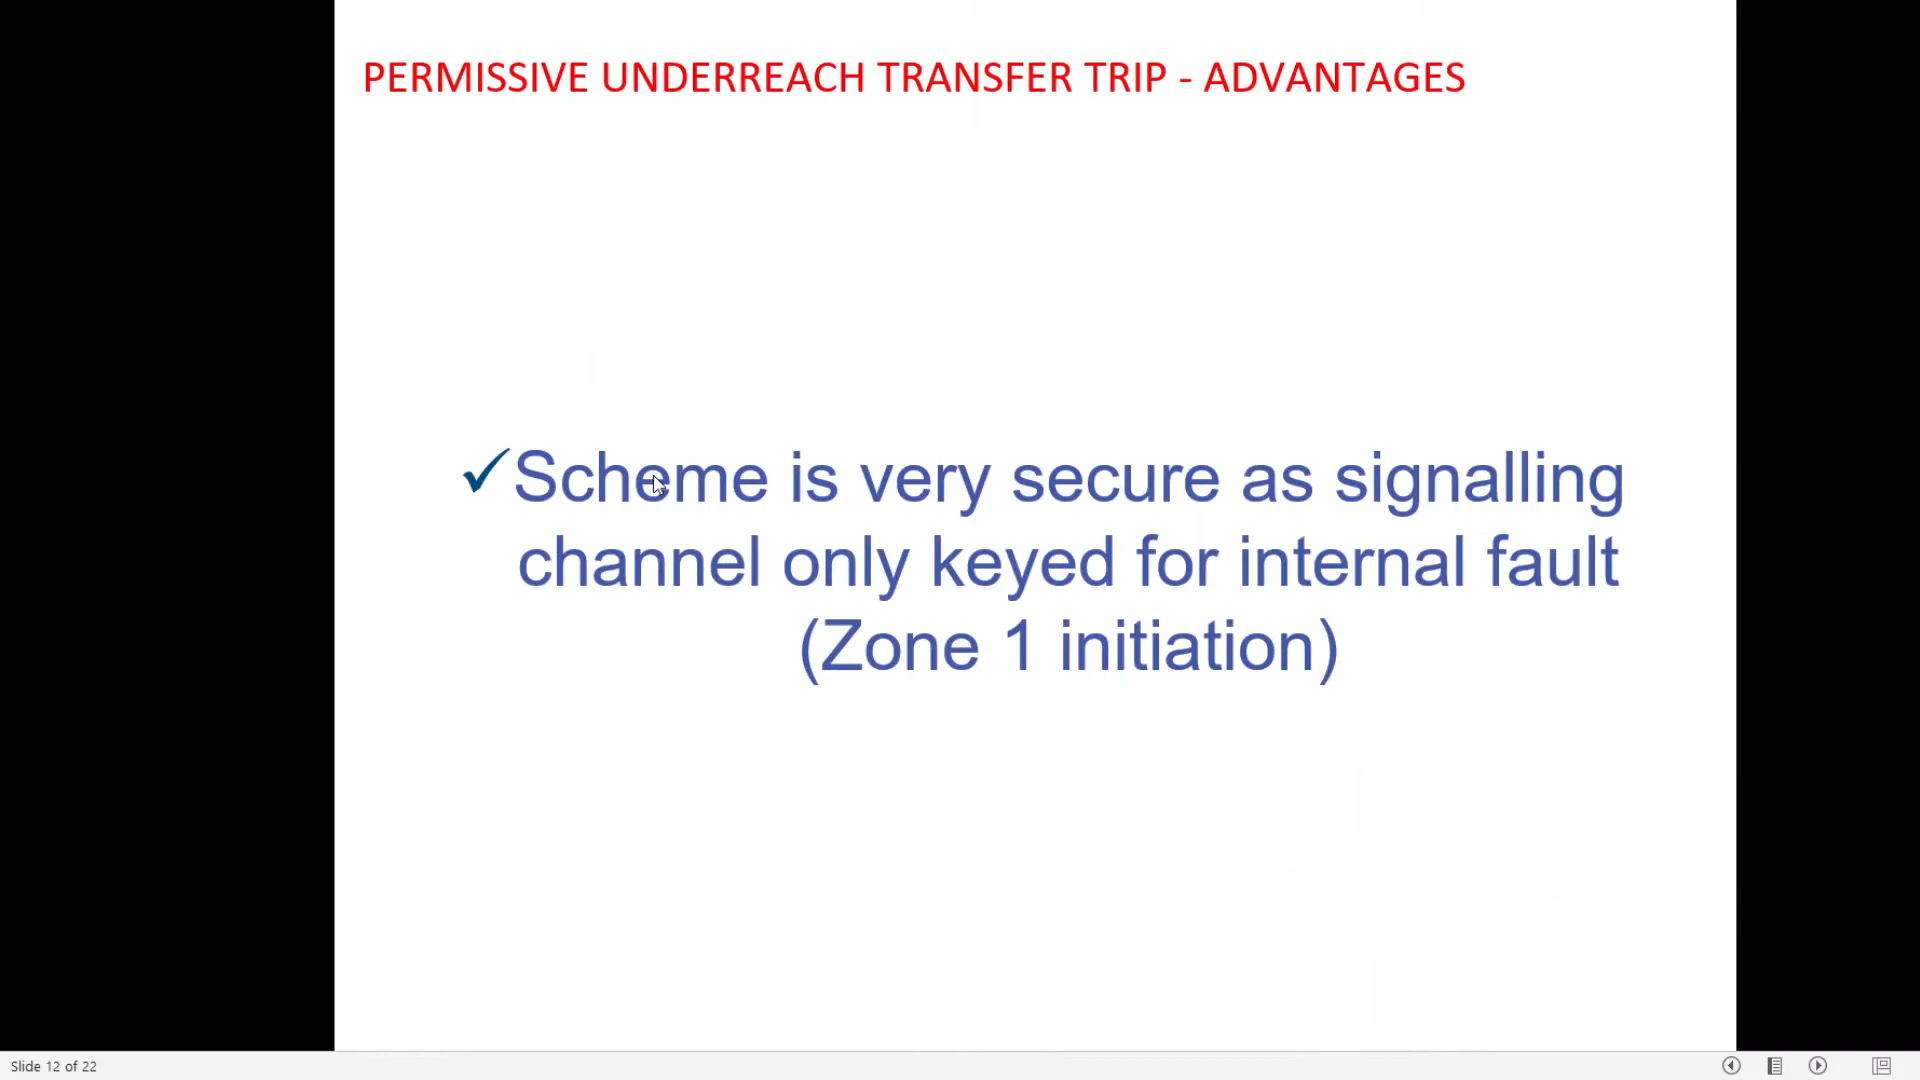 PERMISSIVE UNDERREACH TRANSFER TRIP - ADVANTAGES
✓Scheme is very secure as signalling
channel only keyed for internal fault
(Zone 1 initiation)
Slide 12 of 22